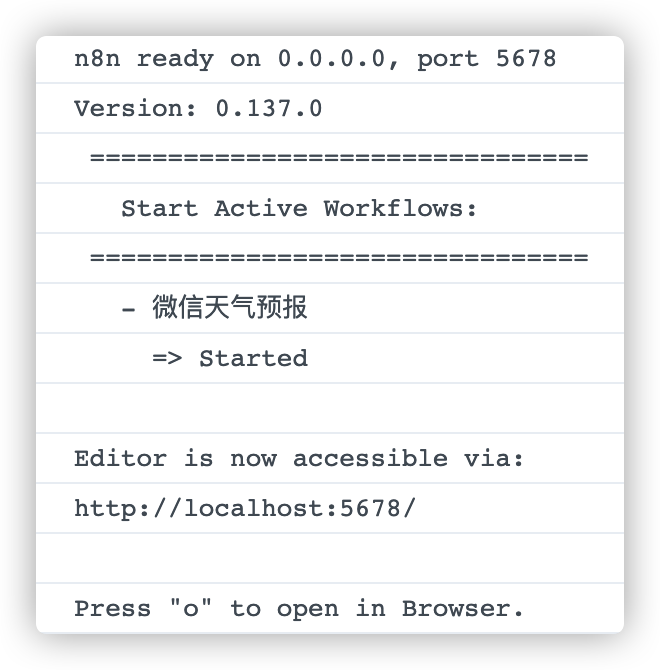 n8n ready on 0.0.0.0, port 5678
Version: 0.137.0
================================
Start Active Workflows:
================================
– 微信天气预报
=> Started
Editor is now accessible via:
http://localhost:5678/
Press "o" to open in Browser.